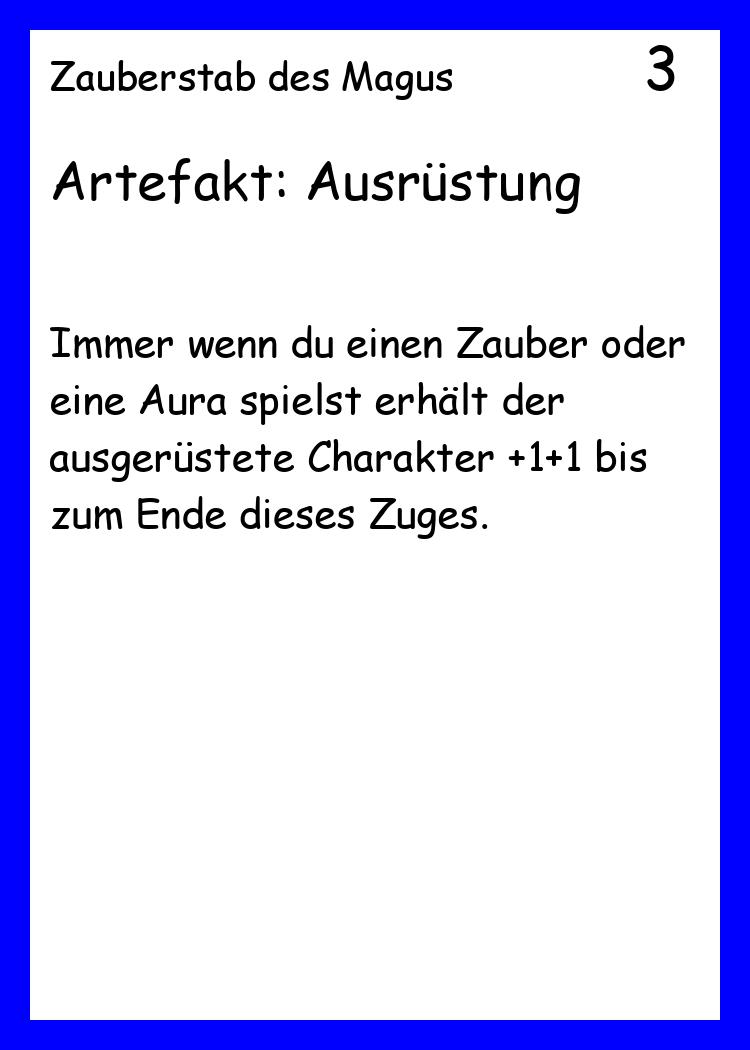 Zauberstab des Magus 3
Artefakt: Ausrüstung
Immer wenn du einen Zauber oder
eine Aura spielst erhält der
ausgerüstete Charakter +1+1 bis
zum Ende dieses Zuges.